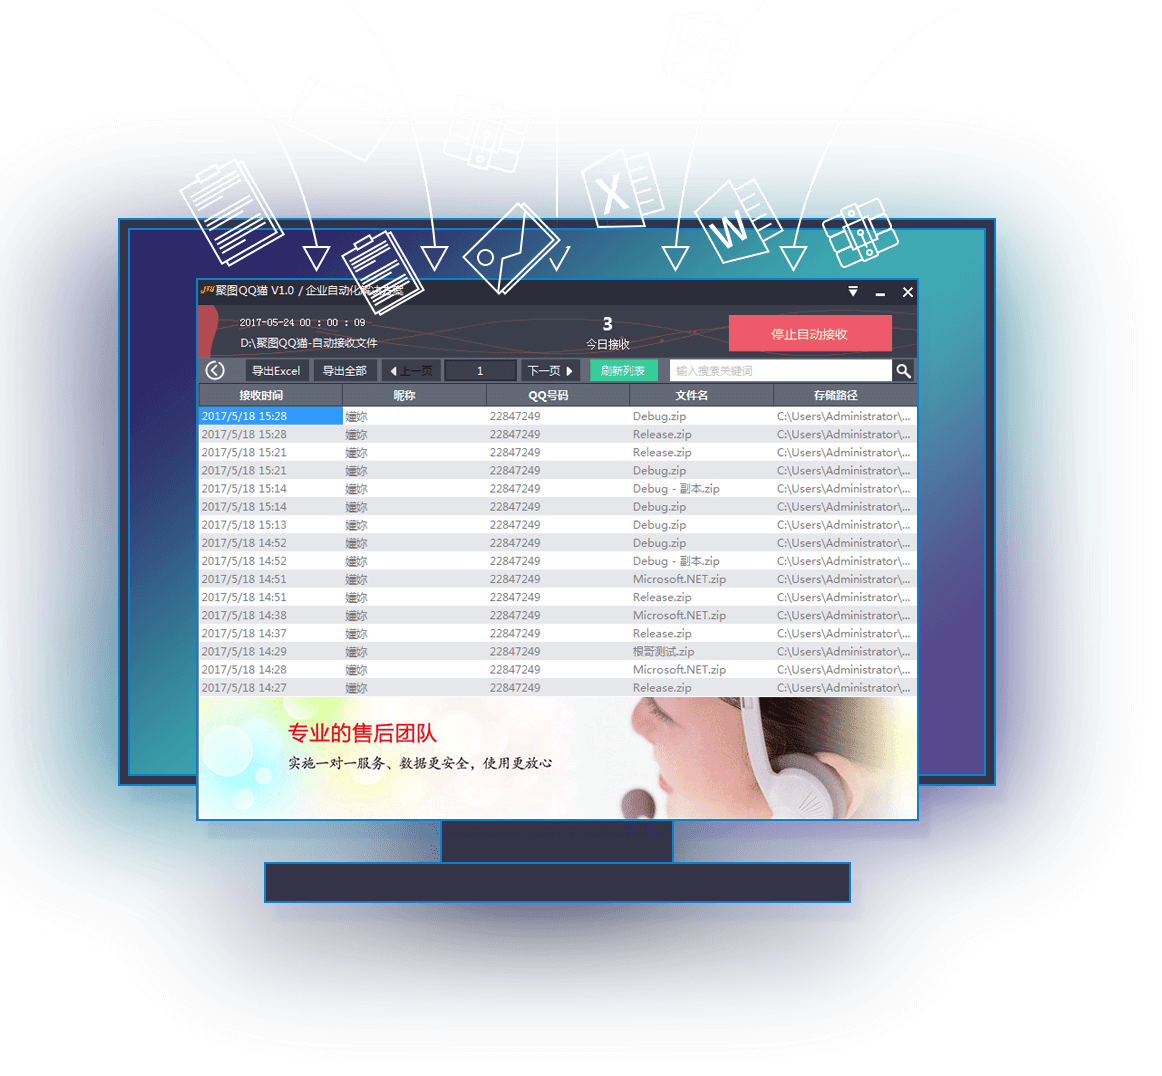 X
W
JTU 聚图QQ猫 V1.0 / 企业自动化解决方案
2017-05-24 00 : 00 : 09
3
D:\聚图QQ猫-自动接收文件
今日接收
停止自动接收
导出Excel 导出全部 上一页 1 下一页 刷新列表 输入搜索关键词
接收时间 昵称 QQ号码 文件名 存储路径
2017/5/18 15:28 22847249 Debug.zip C:\Users\Administrator\...
2017/5/18 15:28 22847249 Release.zip C:\Users\Administrator\...
2017/5/18 15:21 22847249 Release.zip C:\Users\Administrator\...
2017/5/18 15:21 22847249 Debug.zip C:\Users\Administrator\...
2017/5/18 15:14 22847249 Debug - 副本.zip C:\Users\Administrator\...
2017/5/18 15:14 22847249 Debug.zip C:\Users\Administrator\...
2017/5/18 15:13 22847249 Debug.zip C:\Users\Administrator\...
2017/5/18 14:52 22847249 Debug.zip C:\Users\Administrator\...
2017/5/18 14:52 22847249 Debug - 副本.zip C:\Users\Administrator\...
2017/5/18 14:51 22847249 Microsoft.NET.zip C:\Users\Administrator\...
2017/5/18 14:51 22847249 Release.zip C:\Users\Administrator\...
2017/5/18 14:38 22847249 Microsoft.NET.zip C:\Users\Administrator\...
2017/5/18 14:37 22847249 Release.zip C:\Users\Administrator\...
2017/5/18 14:29 22847249 根哥测试.zip C:\Users\Administrator\...
2017/5/18 14:28 22847249 Microsoft.NET.zip C:\Users\Administrator\...
2017/5/18 14:27 22847249 Release.zip C:\Users\Administrator\...
专业的售后团队
实施一对一服务、数据更安全，使用更放心